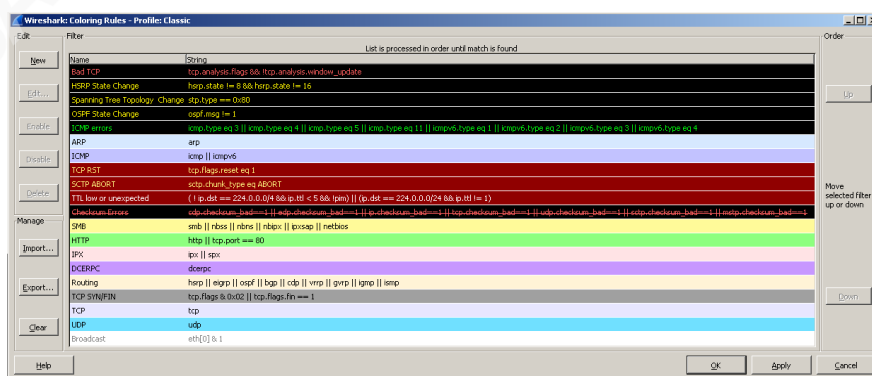 Wireshark: Coloring Rules - Profile: Classic
Edit
Filter
Order
List is processed in order until match is found
New
Edit...
Enable
Disable
Delete
Manage
Import...
Export...
Clear
Name String
Bad TCP tcp.analysis.flags && !tcp.analysis.window_update
HSRP State Change hsrp.state != 8 && hsrp.state != 16
Spanning Tree Topology Change stp.type == 0x80
OSPF State Change ospf.msg != 1
ICMP errors icmp.type eq 3 || icmp.type eq 4 || icmp.type eq 5 || icmp.type eq 11 || icmpv6.type eq 1 || icmpv6.type eq 2 || icmpv6.type eq 3 || icmpv6.type eq 4
ARP arp
ICMP icmp || icmpv6
TCP RST tcp.flags.reset eq 1
SCTP ABORT sctp.chunk_type eq ABORT
TTL low or unexpected ( ! ip.dst == 224.0.0.0/4 && ip.ttl < 5 && !pim) || (ip.dst == 224.0.0.0/24 && ip.ttl != 1)
Checksum Errors cdp.checksum_bad==1 || edp.checksum_bad==1 || ip.checksum_bad==1 || tcp.checksum_bad==1 || udp.checksum_bad==1 || sctp.checksum_bad==1 || mstp.checksum_bad==1
SMB smb || nbss || nbns || nbipx || ipxsap || netbios
HTTP http || tcp.port == 80
IPX ipx || spx
DCERPC dcerpc
Routing hsrp || eigrp || ospf || bgp || cdp || vrrp || gvrp || igmp || ismp
TCP SYN/FIN tcp.flags & 0x02 || tcp.flags.fin == 1
TCP tcp
UDP udp
Broadcast eth[0] & 1
Up
Move
selected filter
up or down
Down
Help
OK
Apply
Cancel